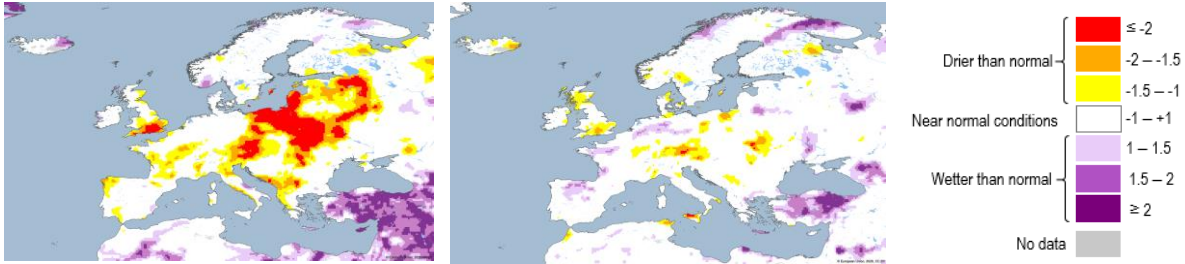 ≤ -2
Drier than normal
-2 – -1.5
-1.5 – -1
Near normal conditions
-1 – +1
1 – 1.5
Wetter than normal
1.5 – 2
≥ 2
No data